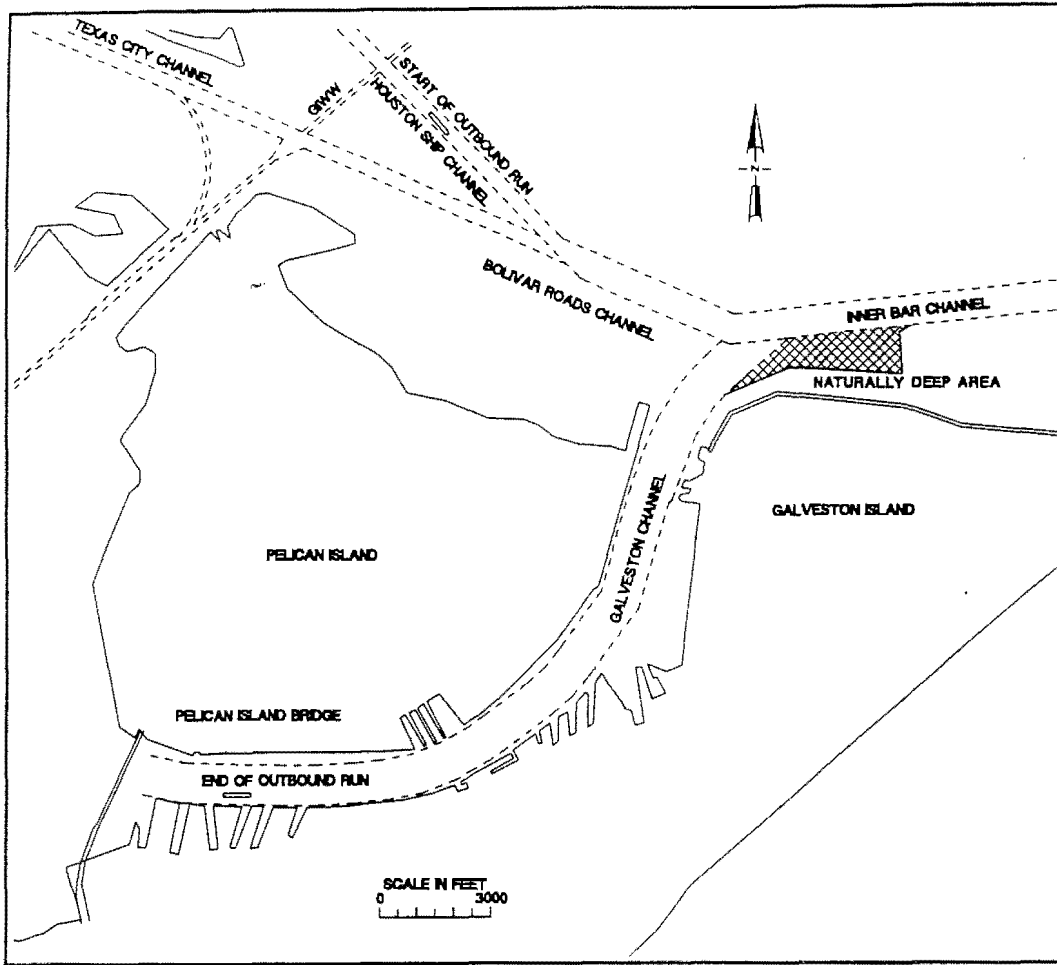 TEXAS CITY CHANNEL
GIWW
START OF OUTBOUND RUN
HOUSTON SHIP CHANNEL
N
BOLIVAR ROADS CHANNEL
INNER BAR CHANNEL
NATURALLY DEEP AREA
GALVESTON CHANNEL
GALVESTON ISLAND
PELICAN ISLAND
PELICAN ISLAND BRIDGE
END OF OUTBOUND RUN
SCALE IN FEET
0 3000